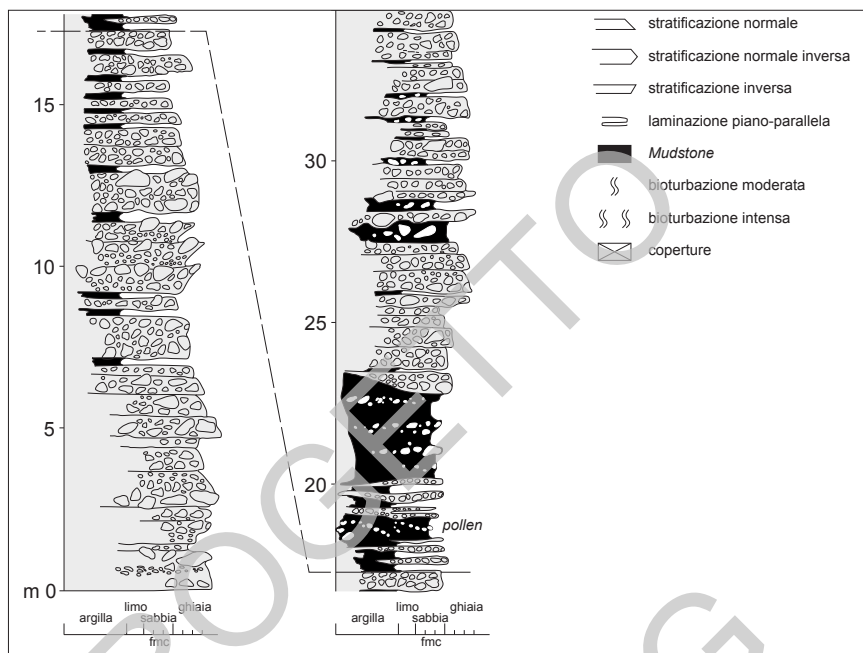 15
10
5
m 0
argilla
limo
sabbia
ghiaia
fmc
30
25
20
pollen
argilla
limo
sabbia
ghiaia
fmc
stratificazione normale
stratificazione normale inversa
stratificazione inversa
laminazione piano-parallela
Mudstone
bioturbazione moderata
bioturbazione intensa
coperture
OGETTO